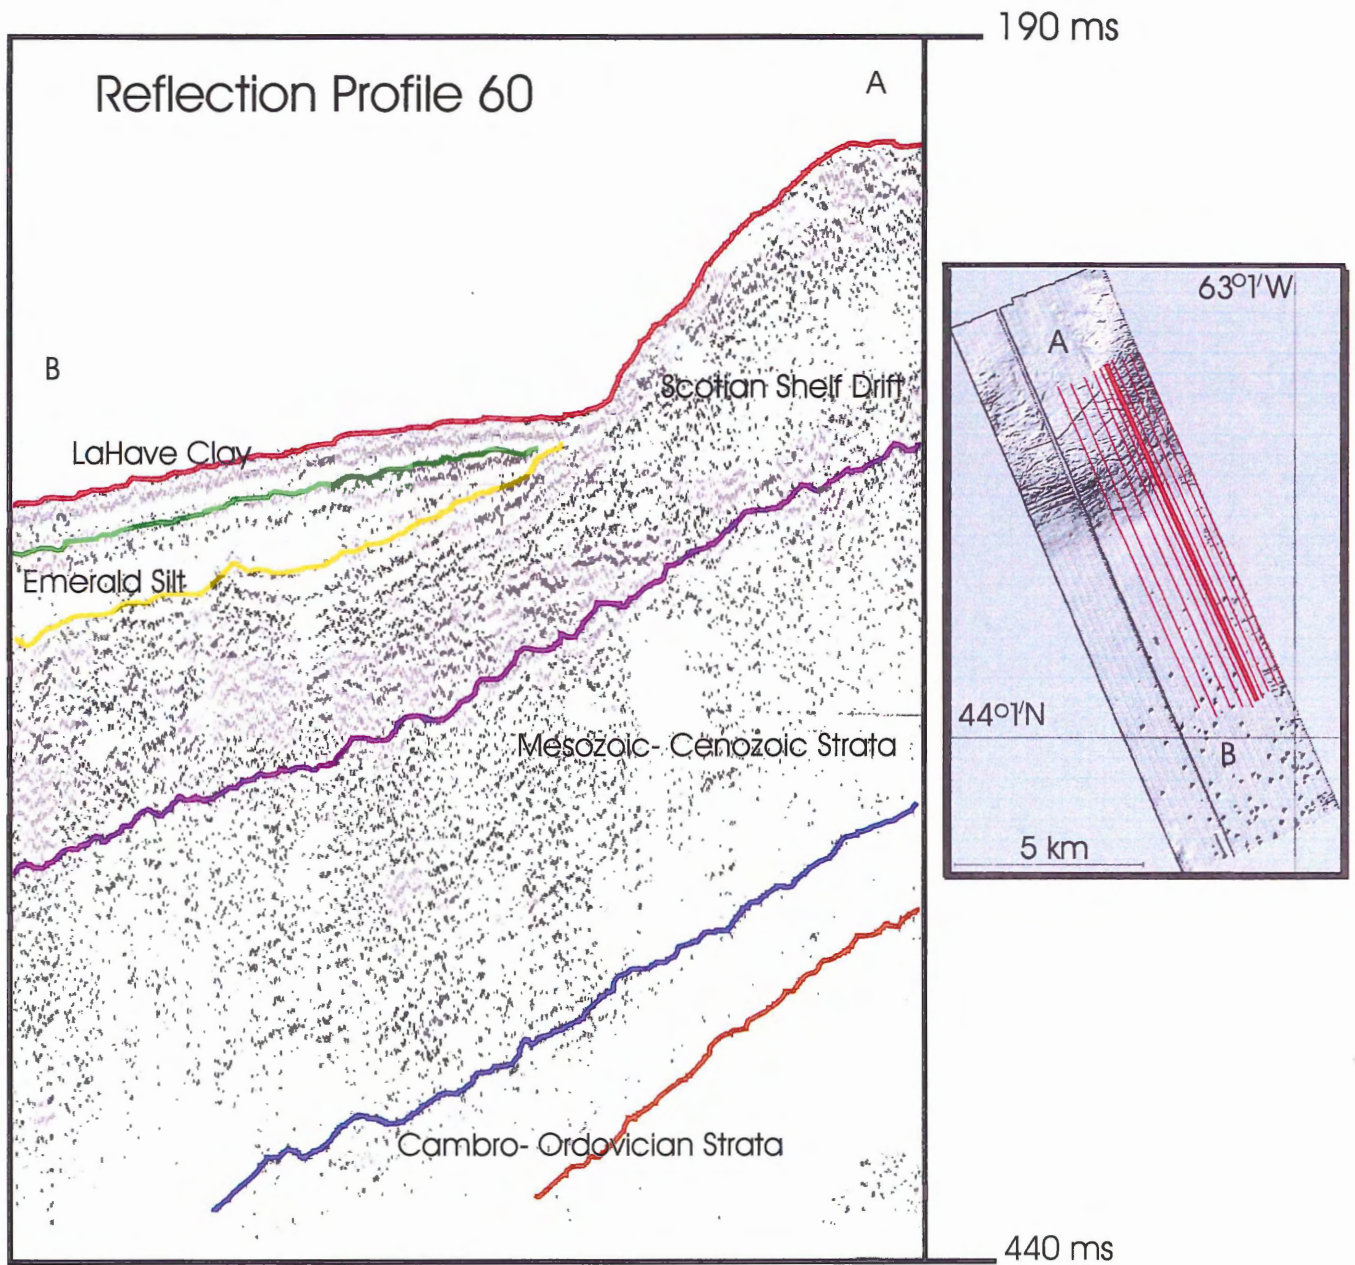 190 ms
Reflection Profile 60
A
B
Scotian Shelf Drift
LaHave Clay
Emerald Silt
Mesozoic- Cenozoic Strata
Cambro- Ordovician Strata
440 ms
63°1'W
A
44°1'N
B
5 km